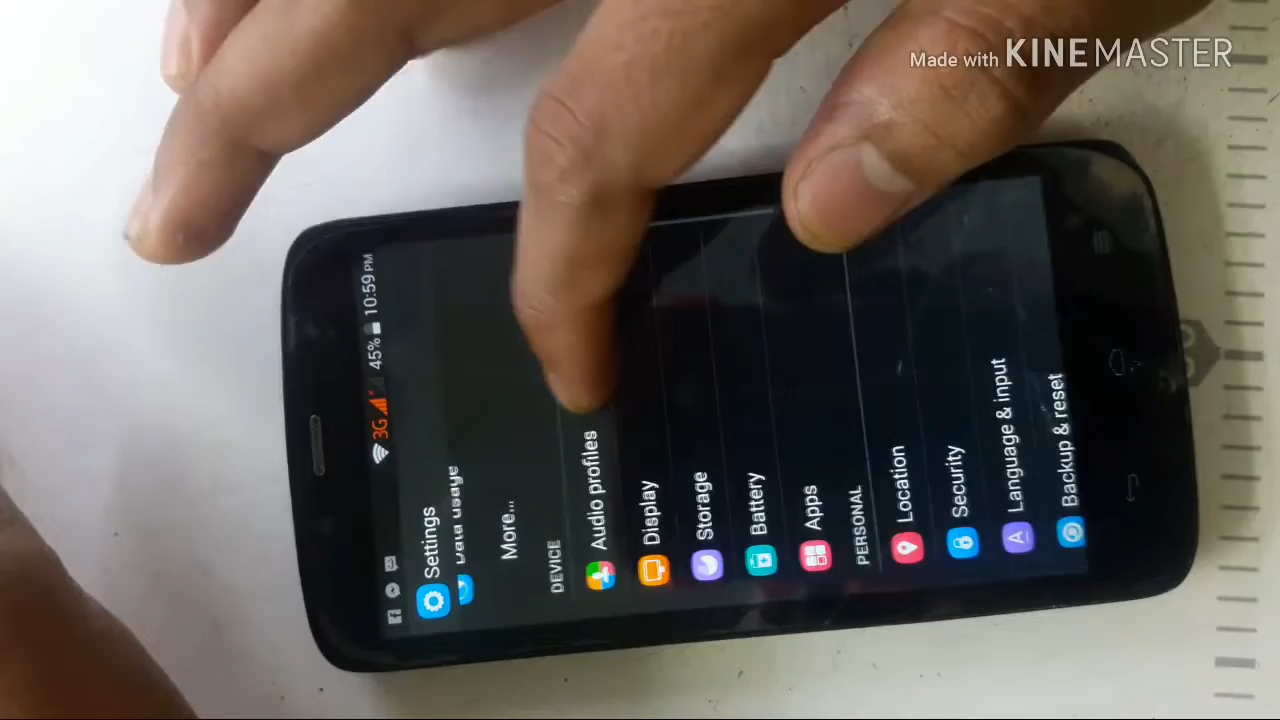 Made with KINEMASTER
3G 45% 10:59 PM
Settings
Data usage
More...
DEVICE
Audio profiles
Display
Storage
Battery
Apps
PERSONAL
Location
Security
Language & input
Backup & reset